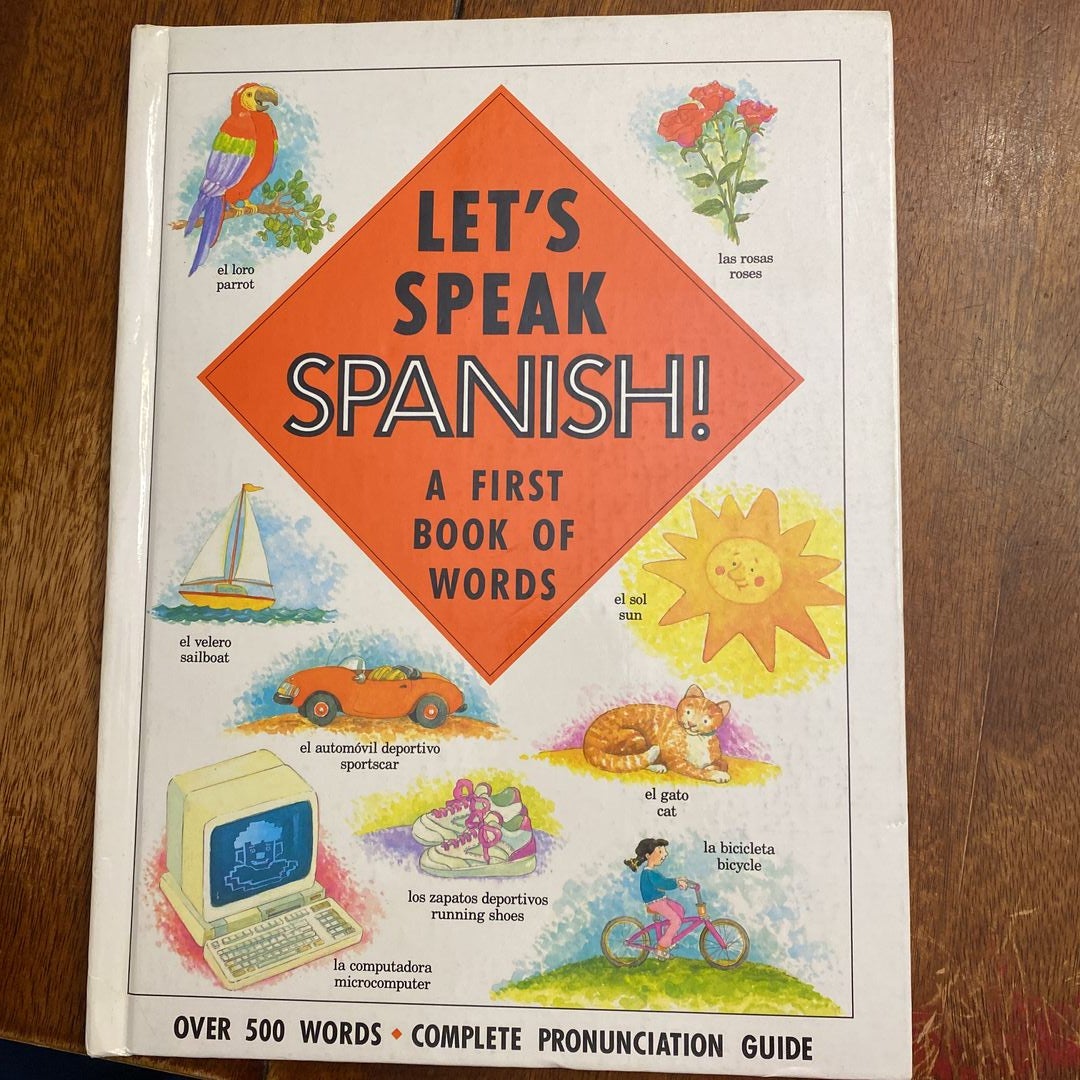 LET'S
SPEAK
SPANISH!
A FIRST
BOOK OF
WORDS
el loro
parrot
las rosas
roses
el velero
sailboat
el sol
sun
el automóvil deportivo
sportscar
el gato
cat
la bicicleta
bicycle
los zapatos deportivos
running shoes
la computadora
microcomputer
OVER 500 WORDS • COMPLETE PRONUNCIATION GUIDE